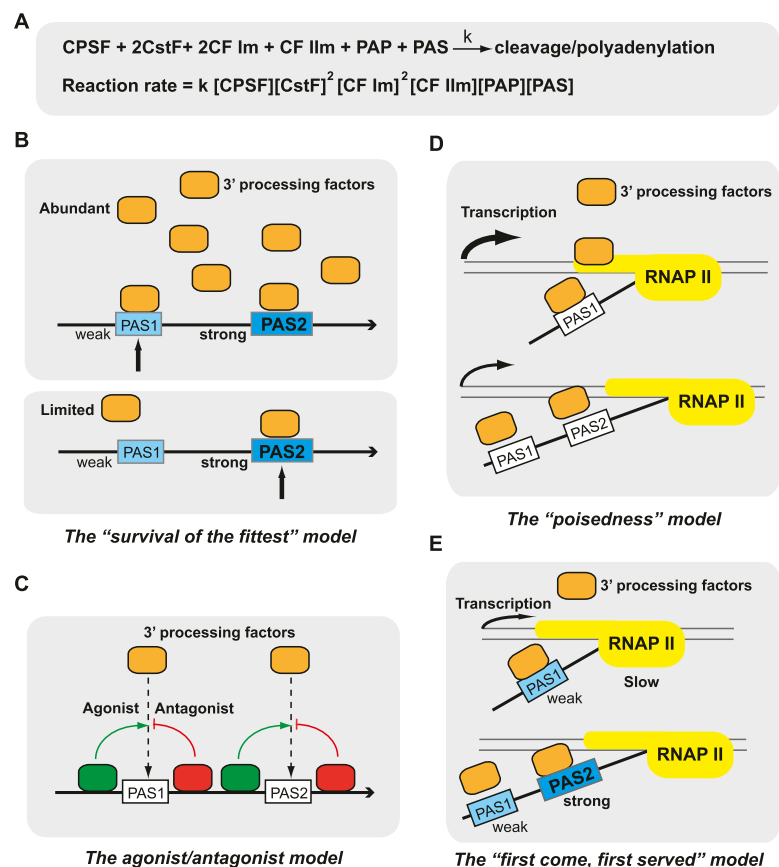 A
CPSF + 2CstF+ 2CF Im + CF IIm + PAP + PAS k cleavage/polyadenylation
Reaction rate = k [CPSF][CstF]2 [CF Im]2 [CF IIm][PAP][PAS]
B
3’ processing factors
Abundant
PAS1
PAS2
weak
strong
Limited
PAS1
PAS2
weak
strong
The “survival of the fittest” model
C
3’ processing factors
Agonist
Antagonist
PAS1
PAS2
The agonist/antagonist model
D
3’ processing factors
Transcription
RNAP II
PAS1
RNAP II
PAS2
PAS1
The “poisedness” model
E
3’ processing factors
Transcription
RNAP II
PAS1
Slow
weak
RNAP II
PAS2
PAS1
strong
weak
The “first come, first served” model